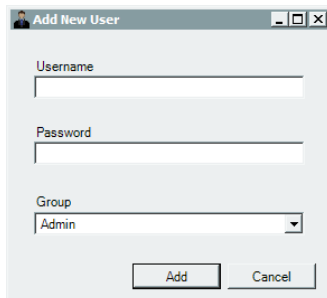 Add New User
Username
Password
Group
Admin
Add Cancel